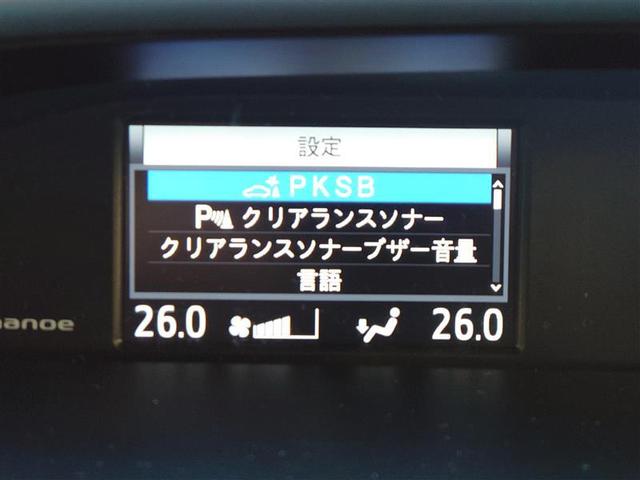 設定
PKSB
P クリアランスソナー
クリアランスソナーブザー音量
言語
26.0 26.0
nanoe